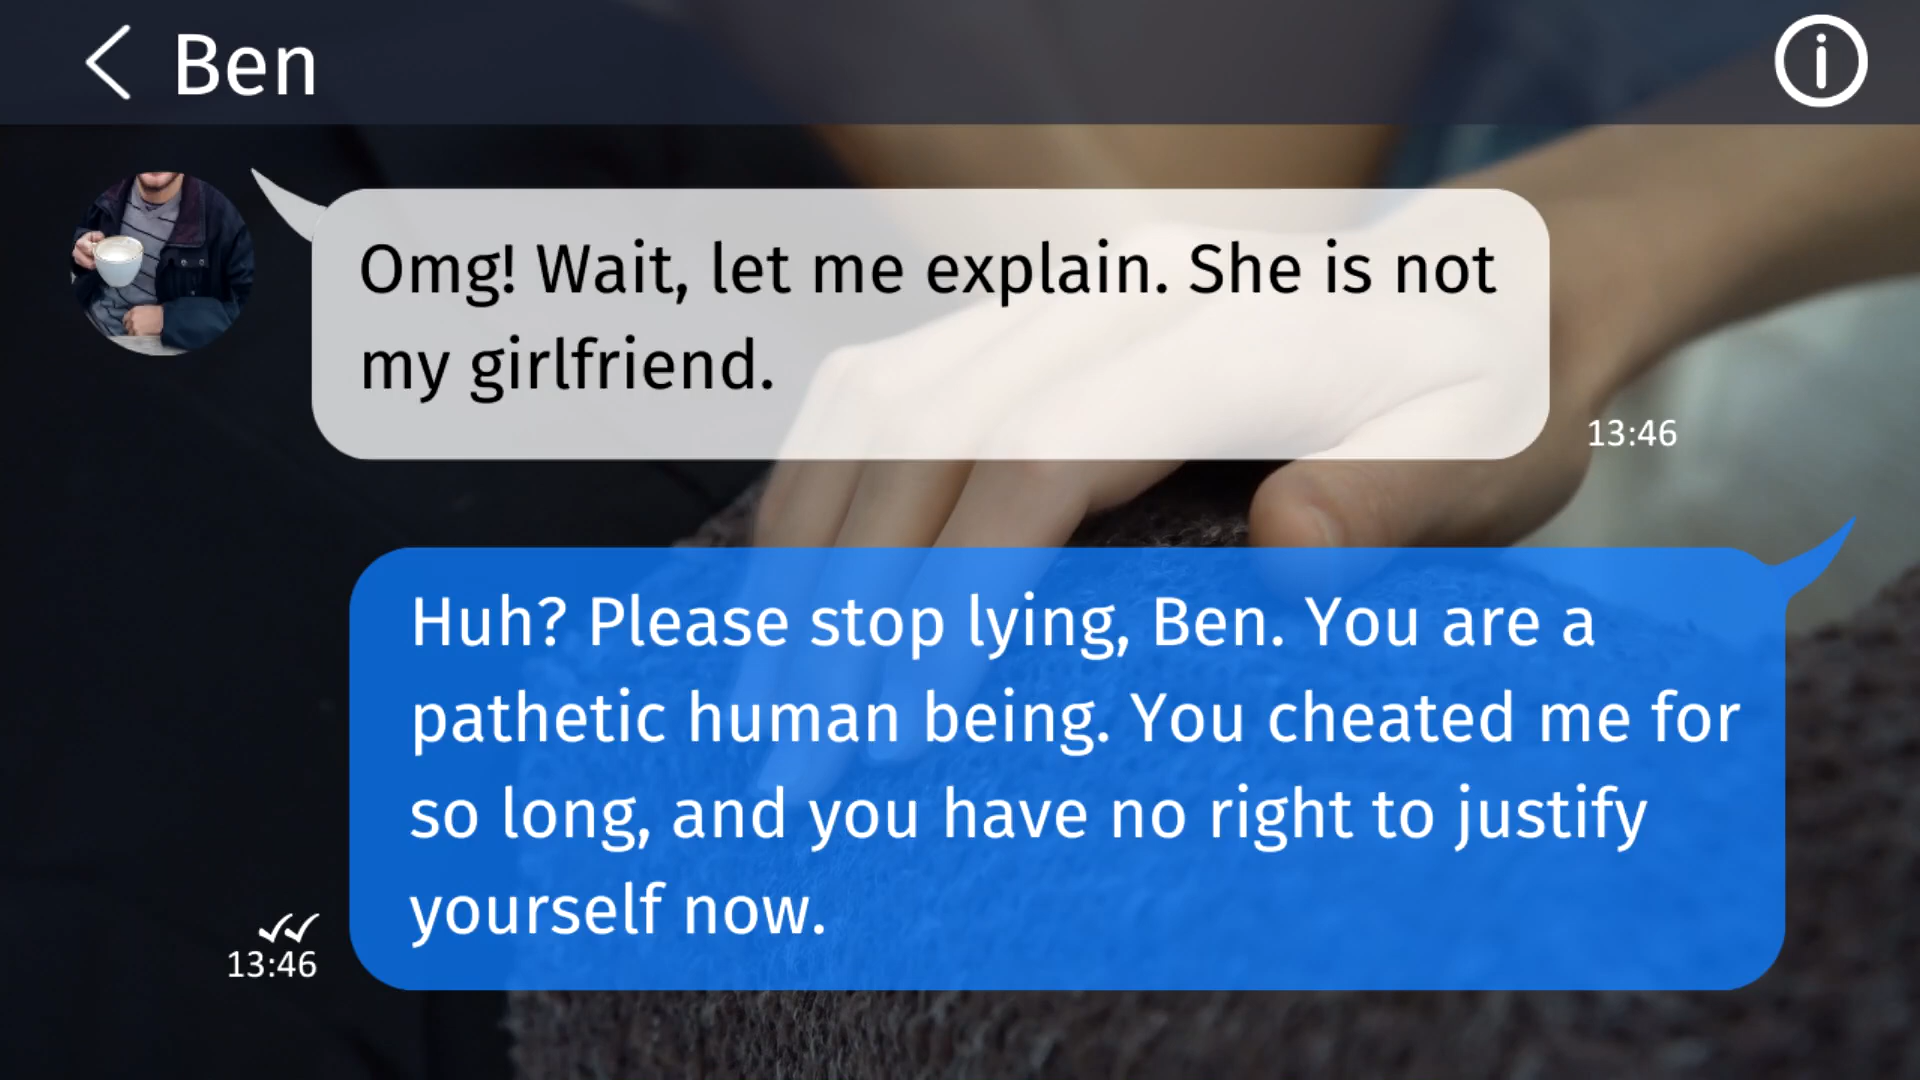 Ben
Omg! Wait, let me explain. She is not
my girlfriend.
13:46
Huh? Please stop lying, Ben. You are a
pathetic human being. You cheated me for
so long, and you have no right to justify
yourself now.
13:46